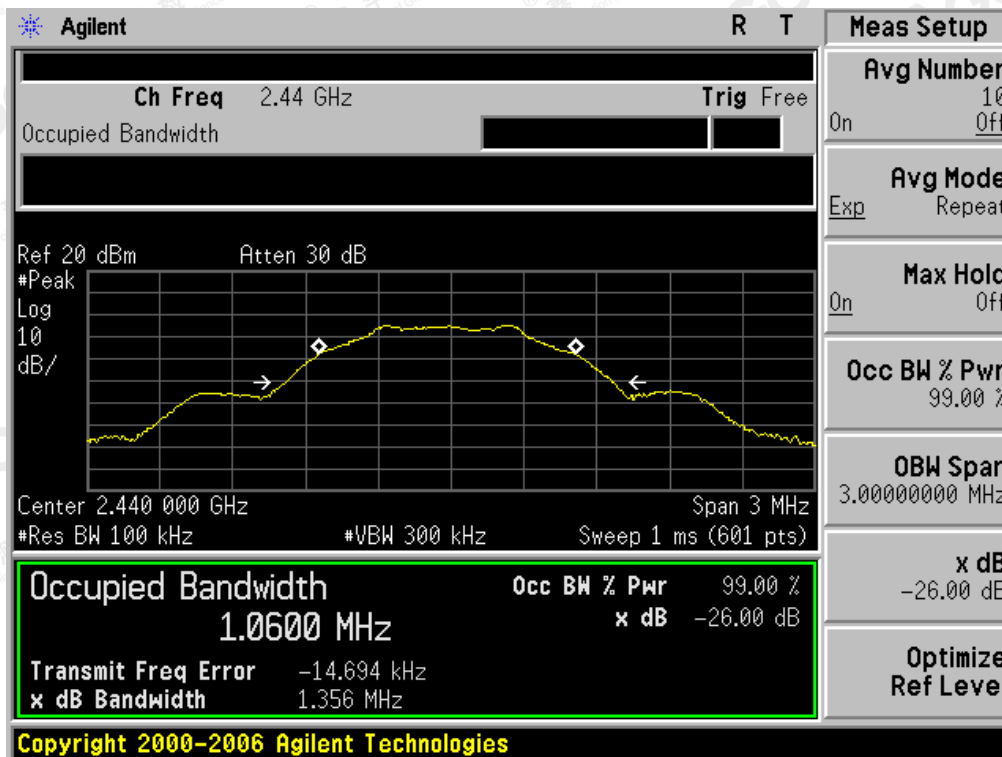 Agilent R T Meas Setup
Ch Freq 2.44 GHz Trig Free
Occupied Bandwidth
Ref 20 dBm Atten 30 dB
#Peak
Log
10
dB/
Center 2.440 000 GHz Span 3 MHz
#Res BW 100 kHz #VBW 300 kHz Sweep 1 ms (601 pts)
Occupied Bandwidth Occ BW % Pwr 99.00 %
1.0600 MHz x dB -26.00 dB
Transmit Freq Error -14.694 kHz
x dB Bandwidth 1.356 MHz
Copyright 2000-2006 Agilent Technologies
Avg Number
10
On Off
Avg Mode
Exp Repeat
Max Hold
On Off
Occ BW % Pwr
99.00 %
OBW Span
3.00000000 MHz
x dB
-26.00 dB
Optimize
Ref Level